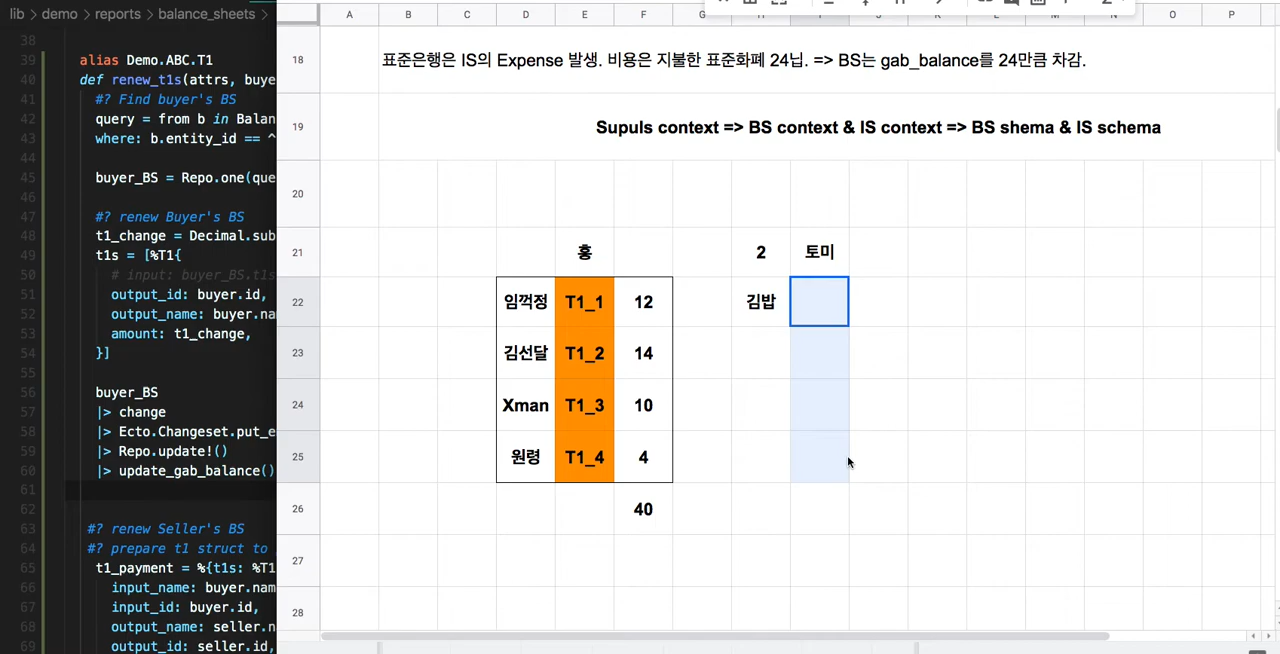 lib > demo > reports > balance_sheets >
38
39 alias Demo.ABC.T1
40 def renew_t1s(attrs, buye
41 #? Find buyer's BS
42 query = from b in Balan
43 where: b.entity_id == ^
44
45 buyer_BS = Repo.one(que
46
47 #? renew Buyer's BS
48 t1_change = Decimal.sub
49 t1s = [%T1{
50 # input: buyer_BS.t1s
51 output_id: buyer.id,
52 output_name: buyer.na
53 amount: t1_change,
54 }]
55
56 buyer_BS
57 |> change
58 |> Ecto.Changeset.put_e
59 |> Repo.update!()
60 |> update_gab_balance()
61
62
63 #? renew Seller's BS
64 #? prepare t1 struct to
65 t1_payment = %{t1s: %T1
66 input_name: buyer.nam
67 input_id: buyer.id,
68 output_name: seller.n
69 output_id: seller.id,
A B C D E F G H I J K L M N O P
18 표준은행은 IS의 Expense 발생. 비용은 지불한 표준화폐 24닙. => BS는 gab_balance를 24만큼 차감.
19 Supuls context => BS context & IS context => BS shema & IS schema
20
21 홍 2 토미
22 임꺽정 T1_1 12 김밥
23 김선달 T1_2 14
24 Xman T1_3 10
25 원령 T1_4 4
26 40
27
28